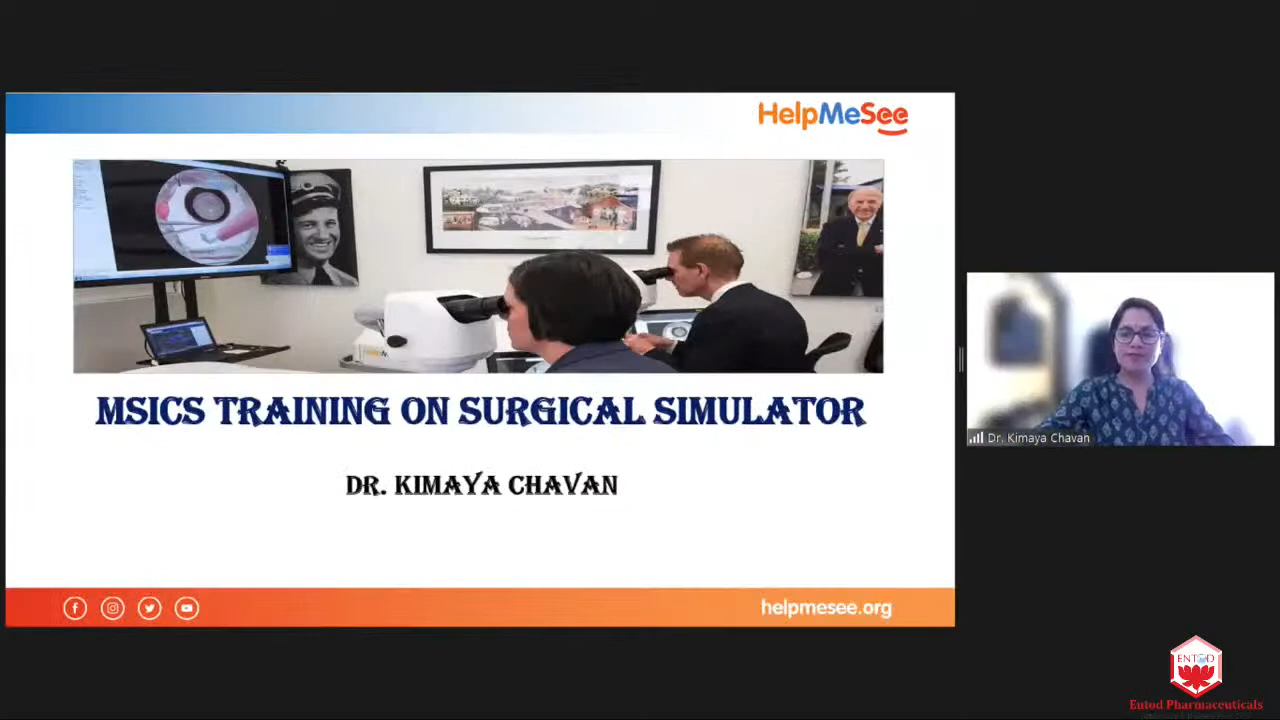 HelpMeSee
MSICS TRAINING ON SURGICAL SIMULATOR
DR. KIMAYA CHAVAN
helpmesee.org
Dr. Kimaya Chavan
ENTOD
Entod Pharmaceuticals